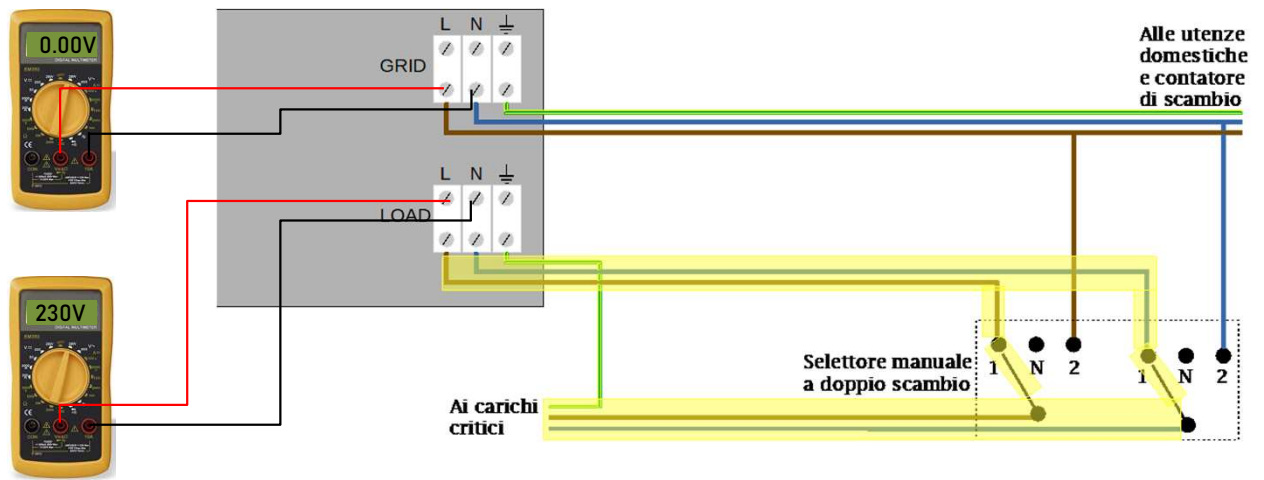 0.00V
L N
GRID
Alle utenze
domestiche
e contatore
di scambio
L N
LOAD
230V
Selettore manuale
a doppio scambio
1 N 2
1 N 2
Ai carichi
critici